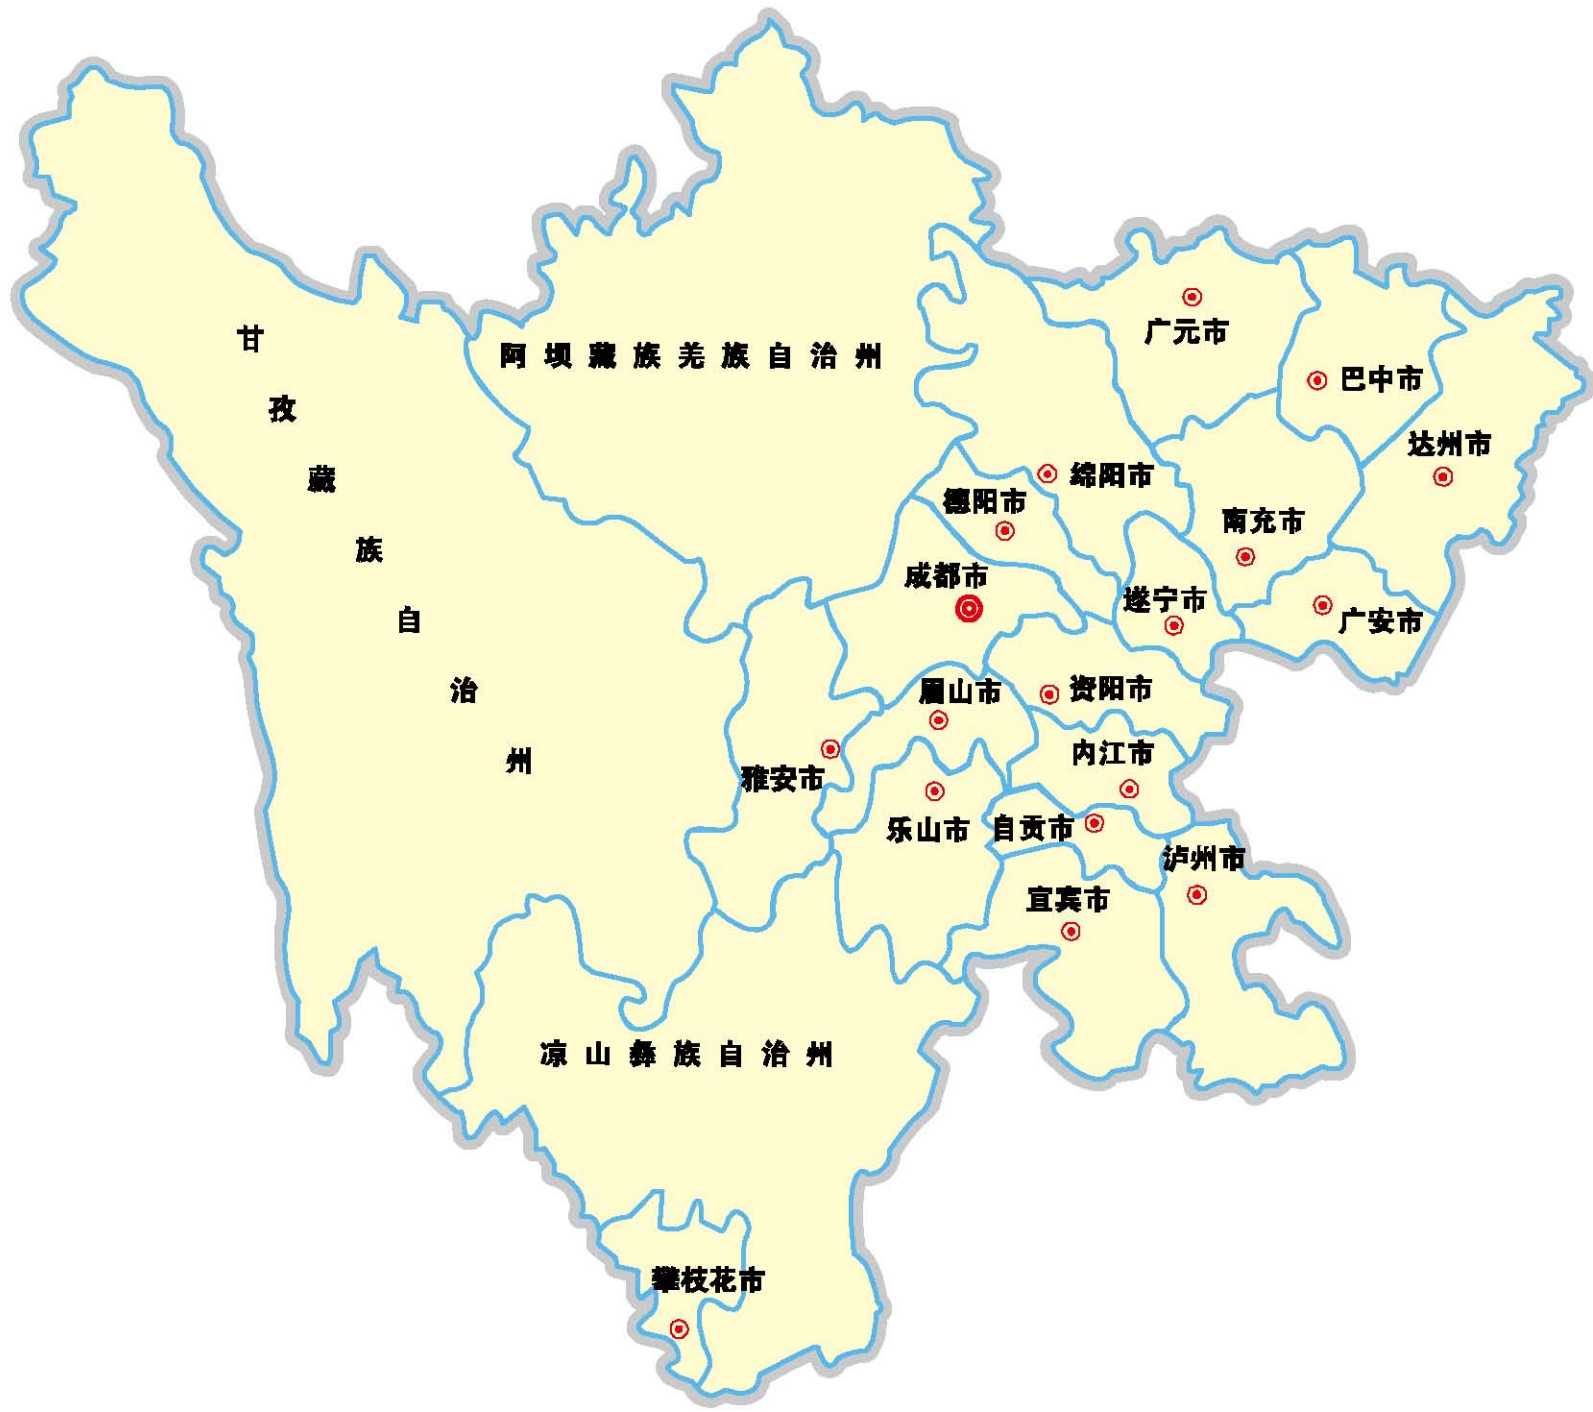 广元市
甘孜藏族自治州
阿坝藏族羌族自治州
巴中市
达州市
绵阳市
德阳市
南充市
成都市
遂宁市
广安市
眉山市
资阳市
内江市
雅安市
乐山市
自贡市
泸州市
宜宾市
凉山彝族自治州
攀枝花市